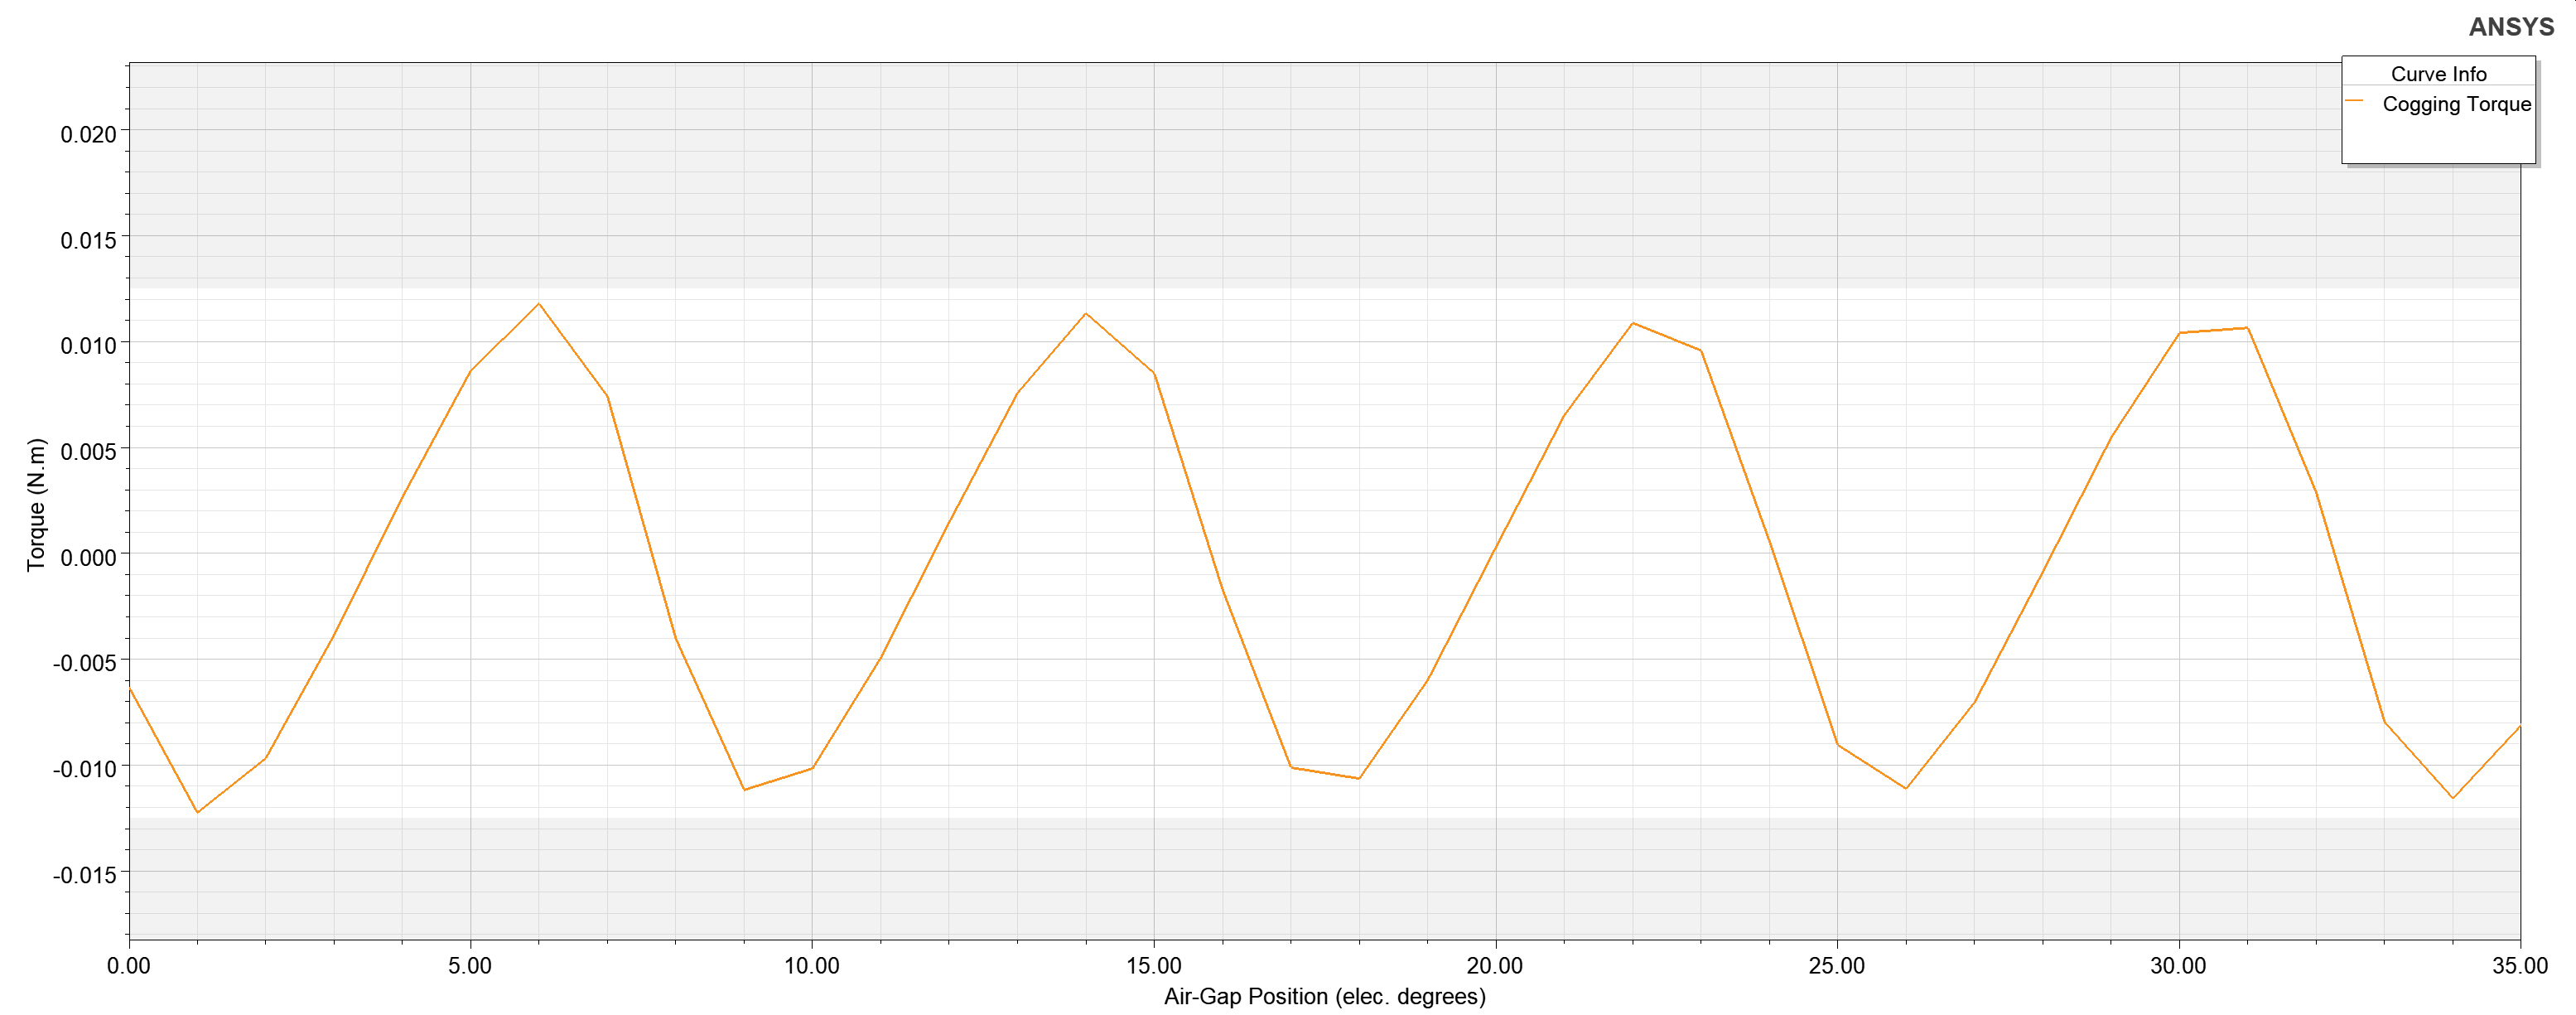 ANSYS
Curve Info
Cogging Torque
0.020
0.015
0.010
0.005
0.000
-0.005
-0.010
-0.015
Torque (N.m)
0.00 5.00 10.00 15.00 20.00 25.00 30.00 35.00
Air-Gap Position (elec. degrees)